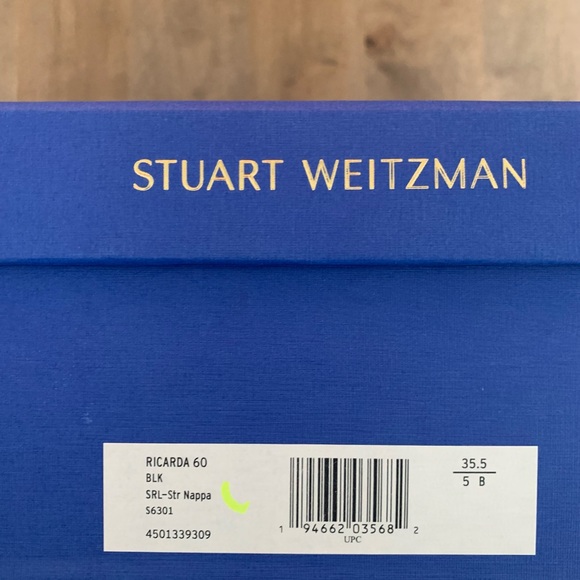 STUART WEITZMAN
RICARDA 60
BLK
SRL-Str Nappa
S6301
4501339309
1 94662 03568 2
UPC
35.5
5 B